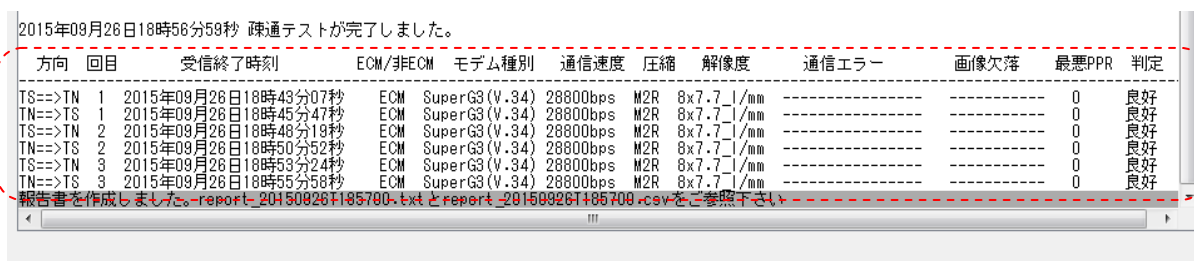 2015年09月26日18時56分59秒 疎通テストが完了しました。
方向 回目 受信終了時刻 ECM/非ECM モデム種別 通信速度 圧縮 解像度 通信エラー 画像欠落 最悪PPR 判定
TS==>TN 1 2015年09月26日18時43分07秒 ECM SuperG3(V.34) 28800bps M2R 8x7.7_l/mm --------------- ----------- 0 良好
TN==>TS 1 2015年09月26日18時45分47秒 ECM SuperG3(V.34) 28800bps M2R 8x7.7_l/mm --------------- ----------- 0 良好
TS==>TN 2 2015年09月26日18時48分19秒 ECM SuperG3(V.34) 28800bps M2R 8x7.7_l/mm --------------- ----------- 0 良好
TN==>TS 2 2015年09月26日18時50分52秒 ECM SuperG3(V.34) 28800bps M2R 8x7.7_l/mm --------------- ----------- 0 良好
TS==>TN 3 2015年09月26日18時53分24秒 ECM SuperG3(V.34) 28800bps M2R 8x7.7_l/mm --------------- ----------- 0 良好
TN==>TS 3 2015年09月26日18時55分58秒 ECM SuperG3(V.34) 28800bps M2R 8x7.7_l/mm --------------- ----------- 0 良好
報告書を作成しました。report_20150926T185700.txtとreport_20150926T185700.csvをご参照下さい